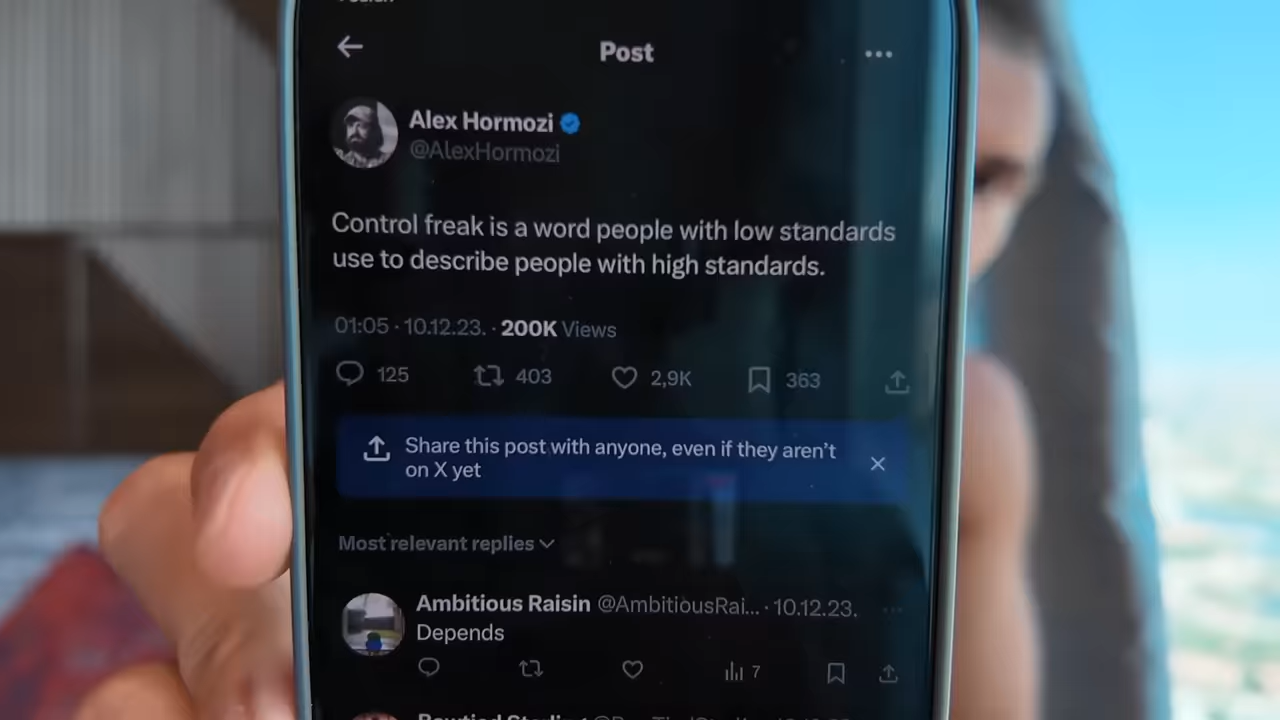 Post
Alex Hormozi
@AlexHormozi
Control freak is a word people with low standards
use to describe people with high standards.
01:05 · 10.12.23. · 200K Views
125 403 2,9K 363
Share this post with anyone, even if they aren't
on X yet
Most relevant replies
Ambitious Raisin @AmbitiousRai... · 10.12.23.
Depends
7